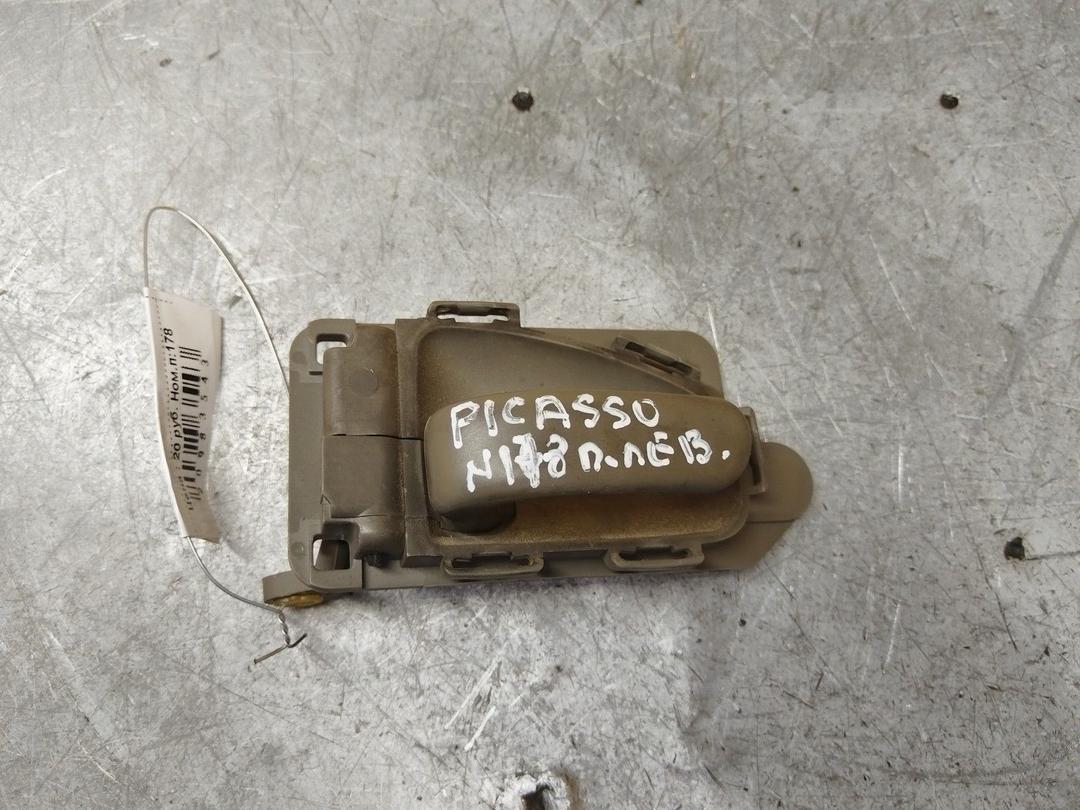 PICASSO
N178 П.ЛЕВ.
20 руб. Ном.п:178